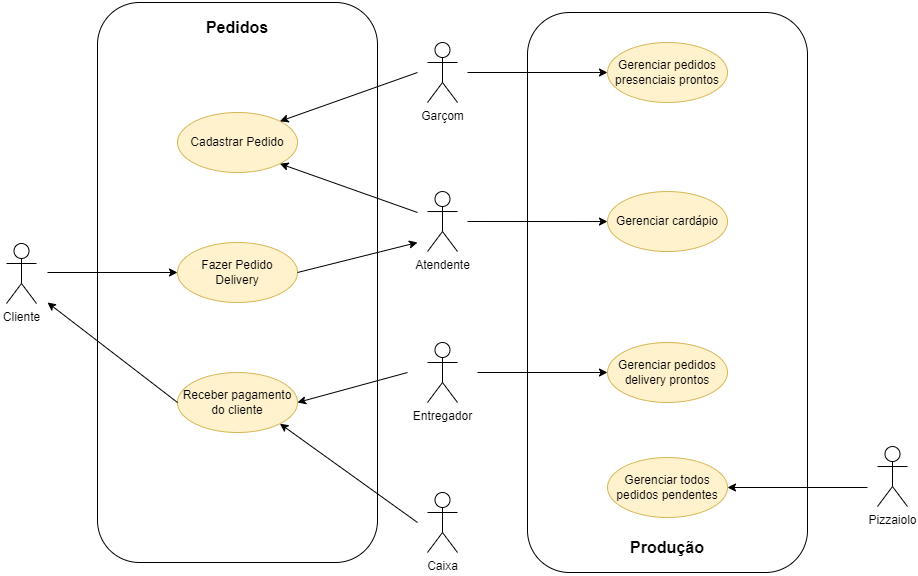 Pedidos
Cadastrar Pedido
Fazer Pedido
Delivery
Receber pagamento
do cliente
Cliente
Garçom
Atendente
Entregador
Caixa
Gerenciar pedidos
presenciais prontos
Gerenciar cardápio
Gerenciar pedidos
delivery prontos
Gerenciar todos
pedidos pendentes
Produção
Pizzaiolo